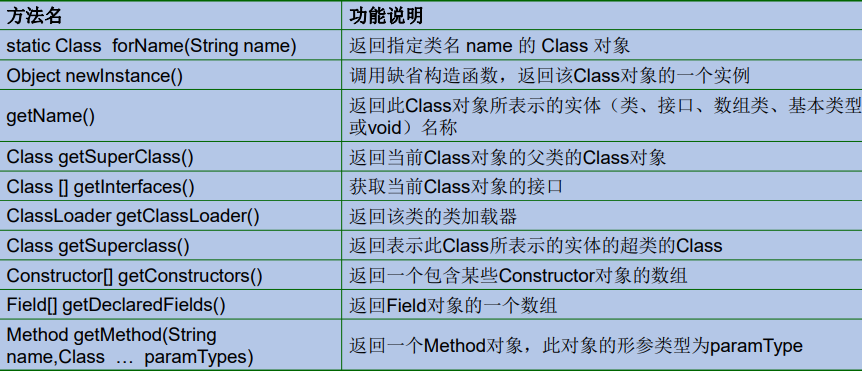 方法名 功能说明
static Class forName(String name) 返回指定类名 name 的 Class 对象
Object newInstance() 调用缺省构造函数，返回该Class对象的一个实例
getName() 返回此Class对象所表示的实体（类、接口、数组类、基本类型
或void）名称
Class getSuperClass() 返回当前Class对象的父类的Class对象
Class [] getInterfaces() 获取当前Class对象的接口
ClassLoader getClassLoader() 返回该类的类加载器
Class getSuperclass() 返回表示此Class所表示的实体的超类的Class
Constructor[] getConstructors() 返回一个包含某些Constructor对象的数组
Field[] getDeclaredFields() 返回Field对象的一个数组
Method getMethod(String
name,Class … paramTypes) 返回一个Method对象，此对象的形参类型为paramType